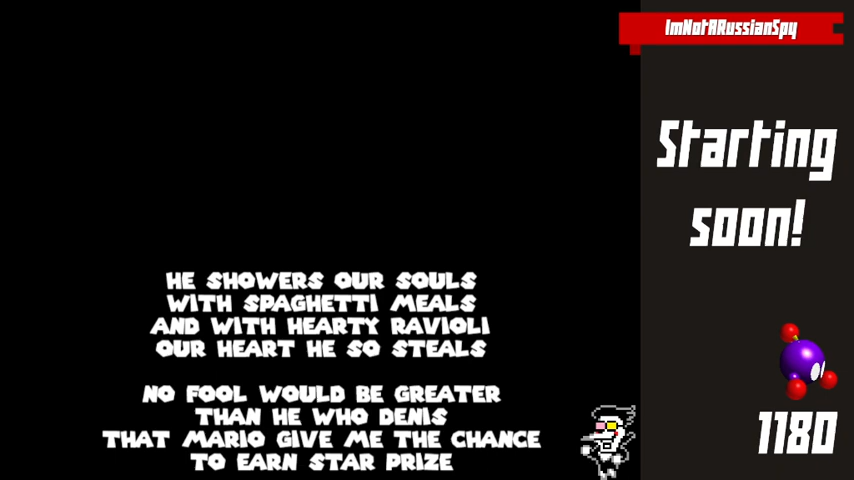 ImNotARussianSpy
Starting
soon!
HE SHOWERS OUR SOULS
WITH SPAGHETTI MEALS
AND WITH HEARTY RAVIOLI
OUR HEART HE SO STEALS
NO FOOL WOULD BE GREATER
THAN HE WHO DENIS
THAT MARIO GIVE ME THE CHANCE
TO EARN STAR PRIZE
1180